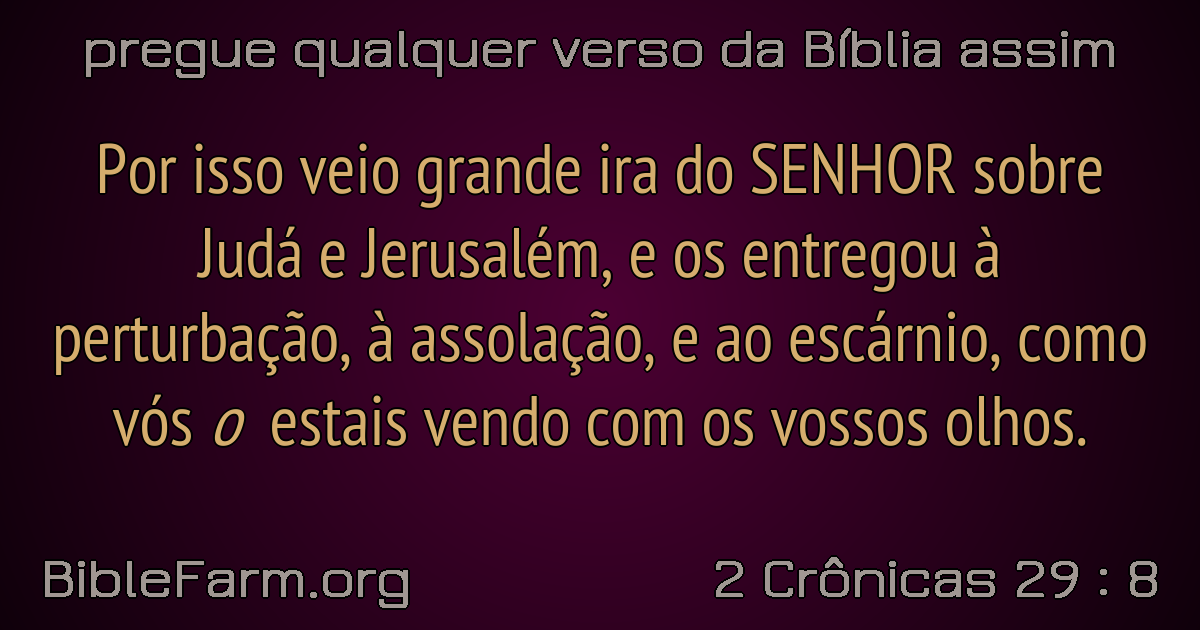 pregue qualquer verso da Bíblia assim
Por isso veio grande ira do SENHOR sobre
Judá e Jerusalém, e os entregou à
perturbação, à assolação, e ao escárnio, como
vós o estais vendo com os vossos olhos.
BibleFarm.org
2 Crônicas 29 : 8